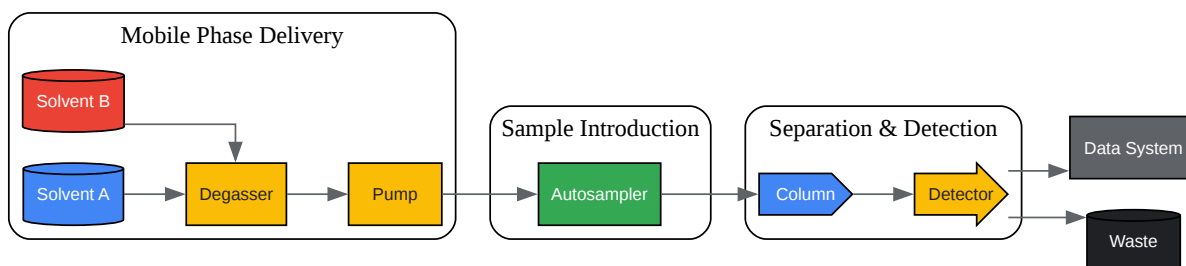 Mobile Phase Delivery
Solvent B
Solvent A
Degasser
Pump
Sample Introduction
Autosampler
Separation & Detection
Column
Detector
Data System
Waste